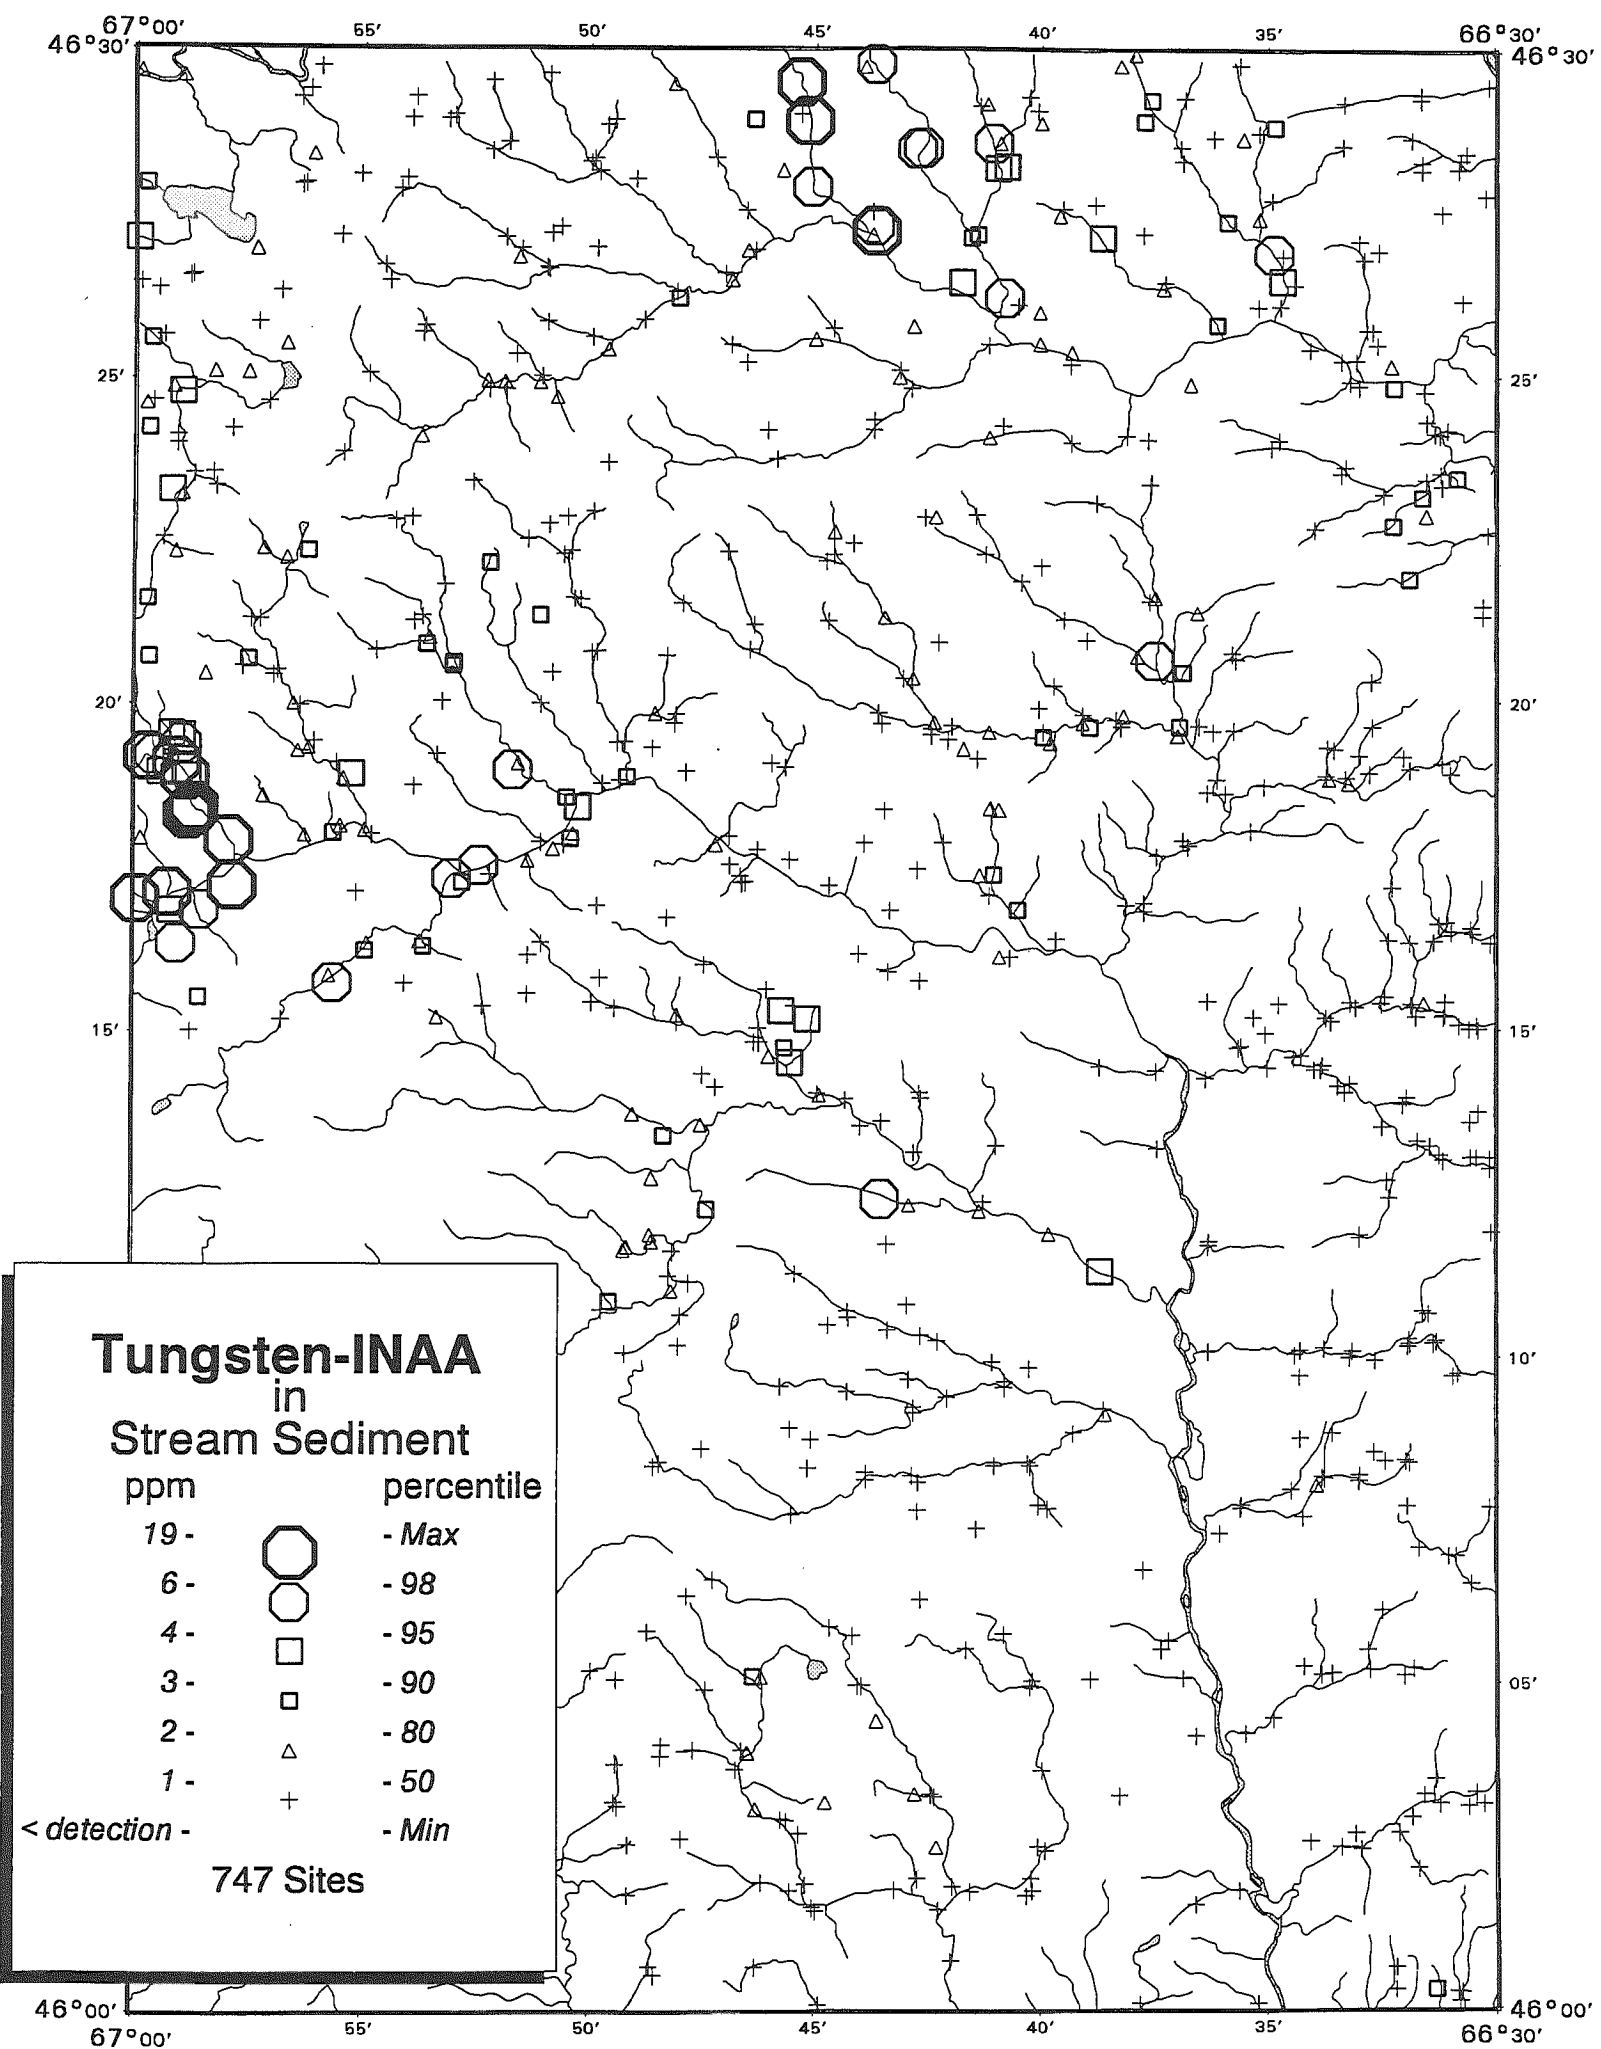 67°00′ 65′ 50′ 45′ 40′ 35′ 66°30′
46°30′ 46°30′
25′ 25′
20′ 20′
15′ 15′
10′
05′
Tungsten-INAA
in
Stream Sediment
ppm percentile
19 - - Max
6 - - 98
4 - - 95
3 - - 90
2 - - 80
1 - - 50
< detection - - Min
747 Sites
46°00′ 46°00′
67°00′ 55′ 50′ 45′ 40′ 35′ 66°30′